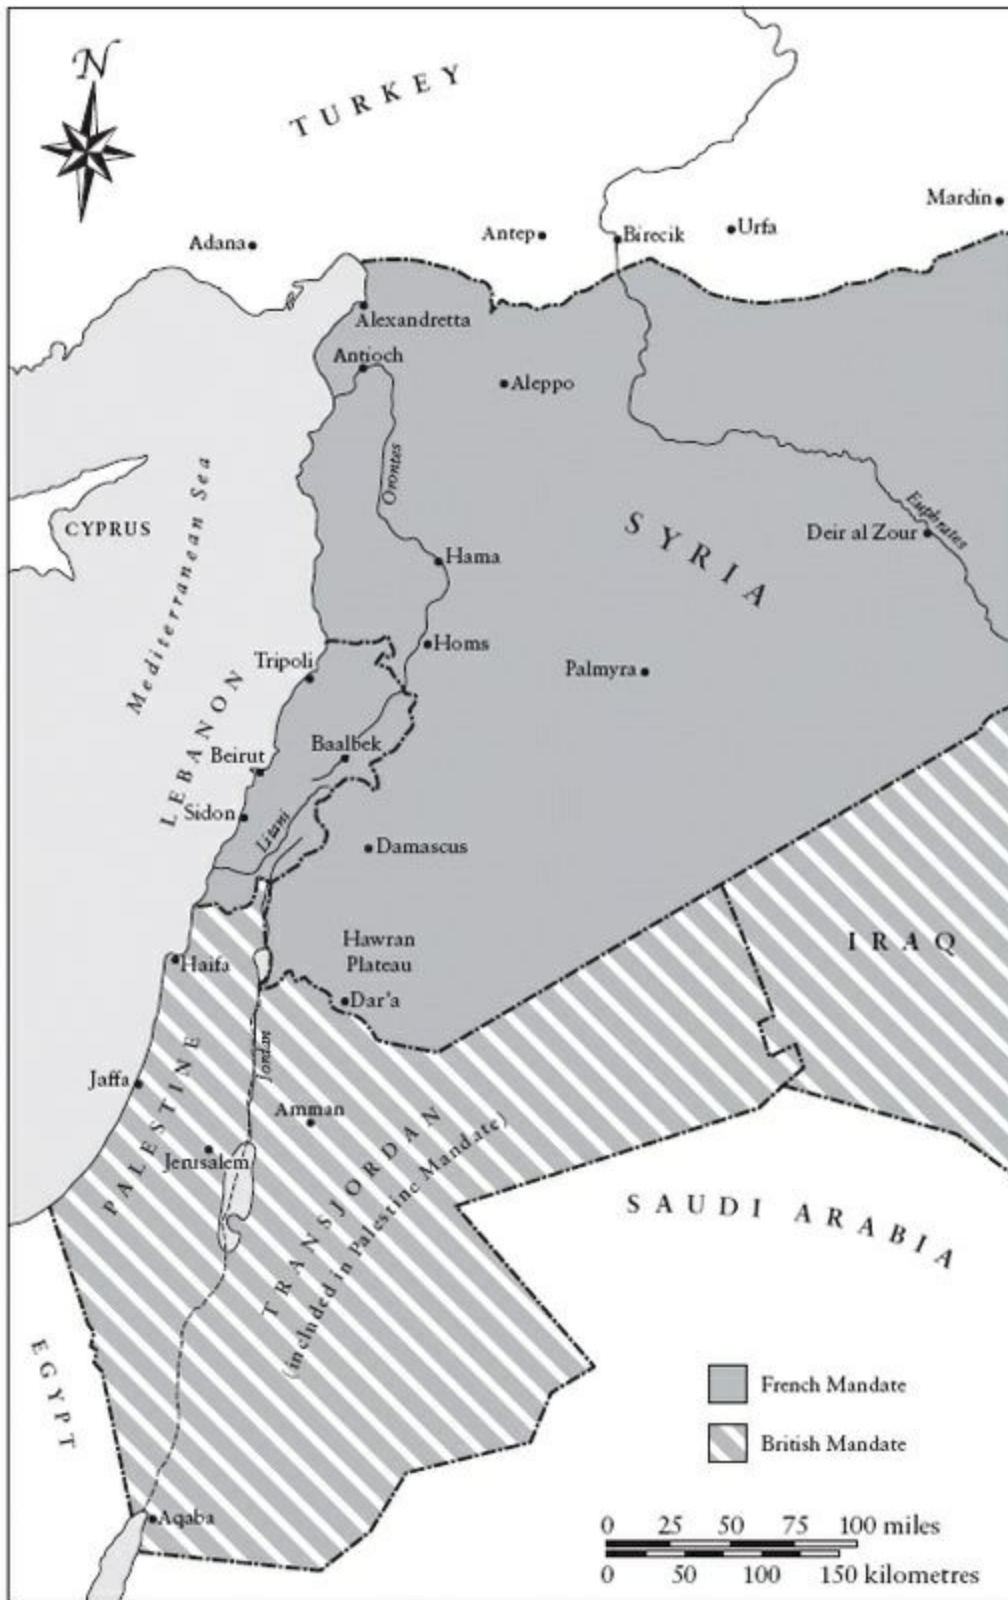 N
TURKEY
Mardin
Adana
Antep
Birecik
Urfa
Alexandretta
Antioch
Aleppo
Orontes
CYPRUS
Mediterranean Sea
SYRIA
Euphrates
Deir al Zour
Hama
Homs
Tripoli
Palmyra
LEBANON
Beirut
Baalbek
Sidon
Litani
Damascus
IRAQ
Hawran
Plateau
Haifa
Dar'a
Jordan
Jaffa
PALESTINE
Amman
Jerusalem
TRANSJORDAN
(included in Palestine Mandate)
SAUDI ARABIA
EGYPT
French Mandate
British Mandate
Aqaba
0 25 50 75 100 miles
0 50 100 150 kilometres